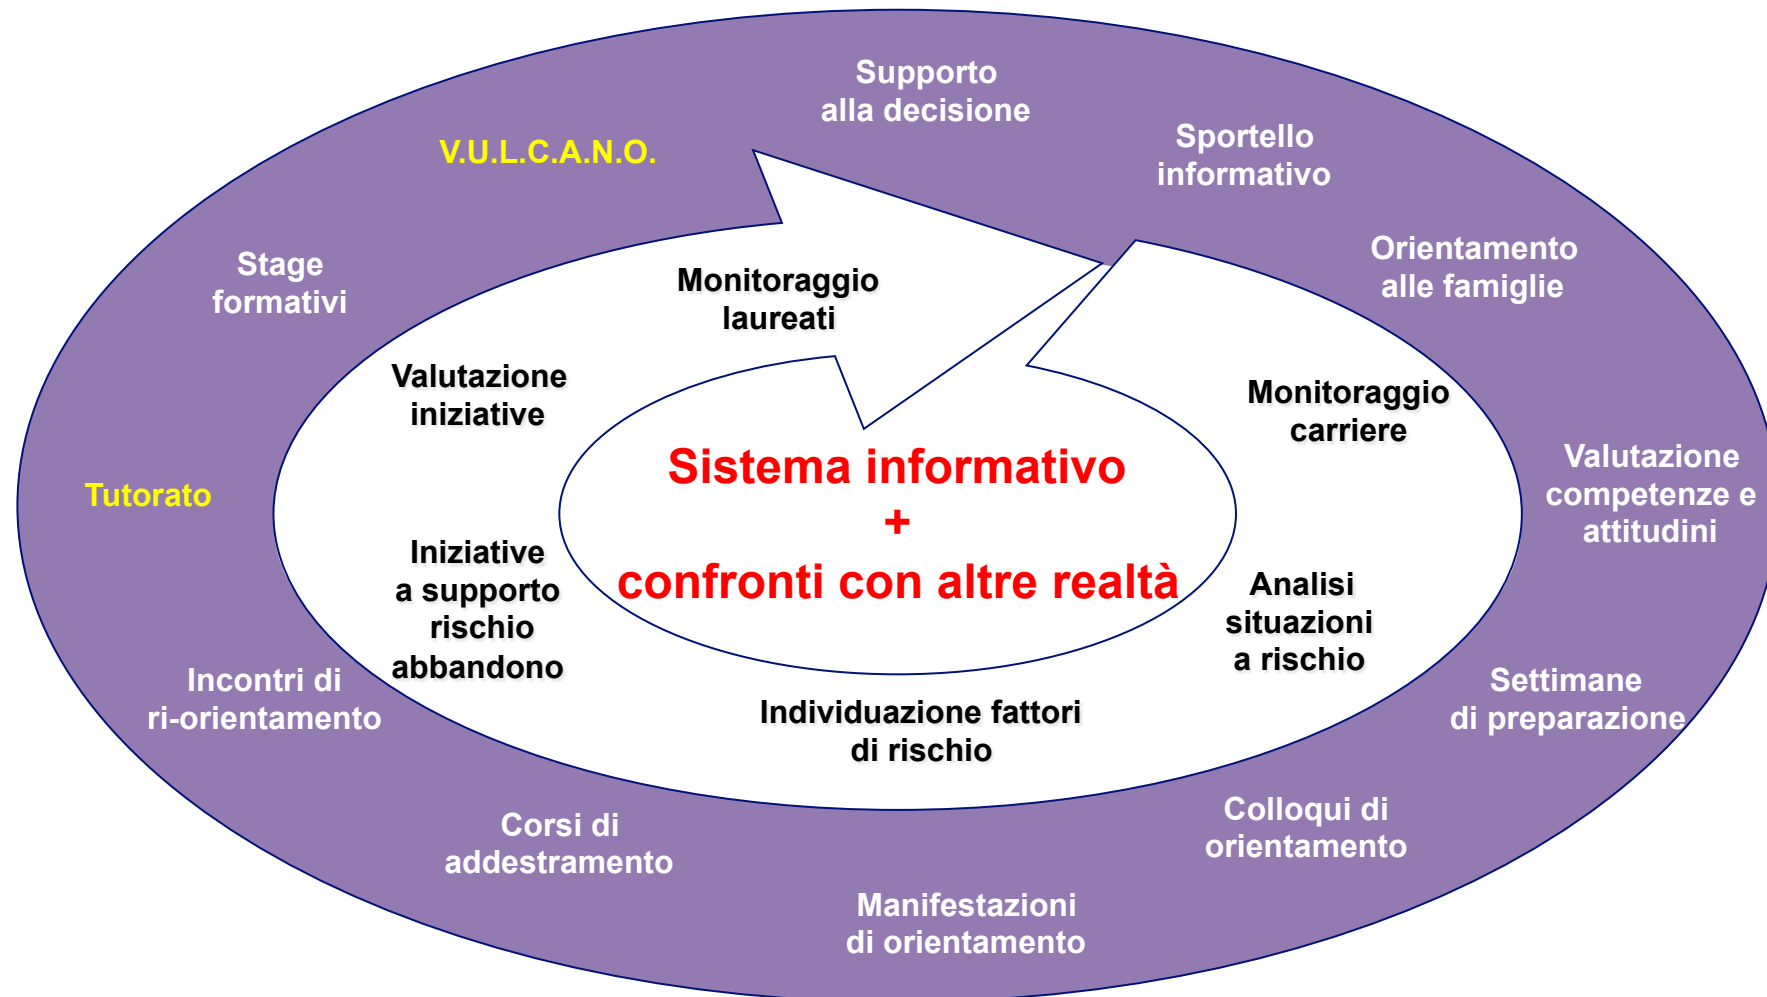 Supporto
alla decisione
V.U.L.C.A.N.O.
Sportello
informativo
Stage
formativi
Orientamento
alle famiglie
Monitoraggio
laureati
Valutazione
iniziative
Monitoraggio
carriere
Sistema informativo
+
confronti con altre realtà
Tutorato
Valutazione
competenze e
attitudini
Iniziative
a supporto
rischio
abbandono
Analisi
situazioni
a rischio
Incontri di
ri-orientamento
Individuazione fattori
di rischio
Settimane
di preparazione
Corsi di
addestramento
Colloqui di
orientamento
Manifestazioni
di orientamento